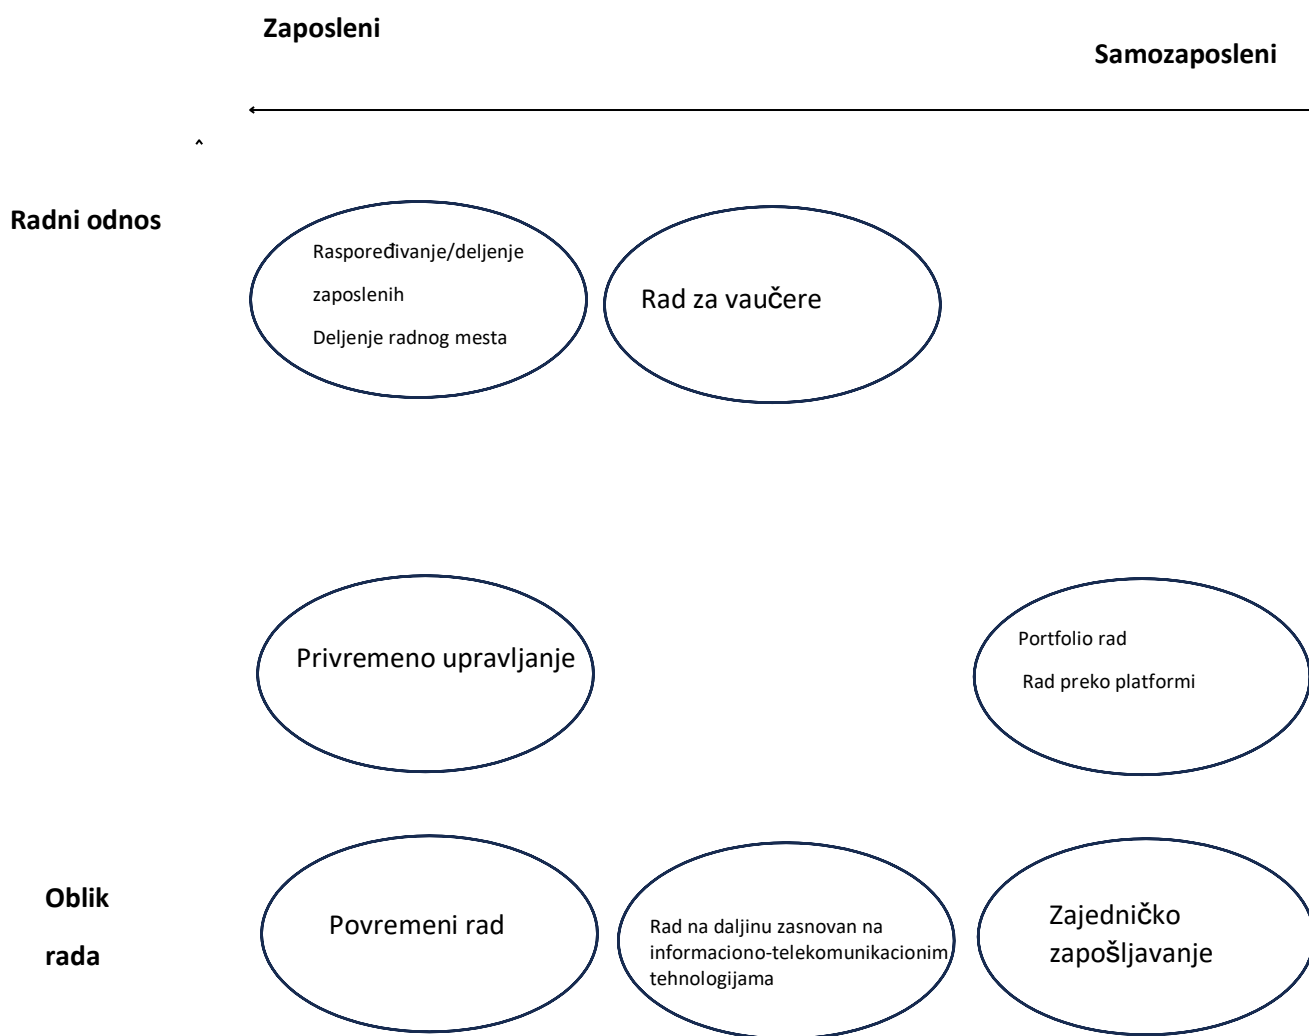 Zaposleni
Samozaposleni
Radni odnos
Raspoređivanje/deljenje
zaposlenih
Deljenje radnog mesta
Rad za vaučere
Privremeno upravljanje
Portfolio rad
Rad preko platformi
Oblik
rada
Povremeni rad
Rad na daljinu zasnovan na
informaciono-telekomunikacionim
tehnologijama
Zajedničko
zapošljavanje